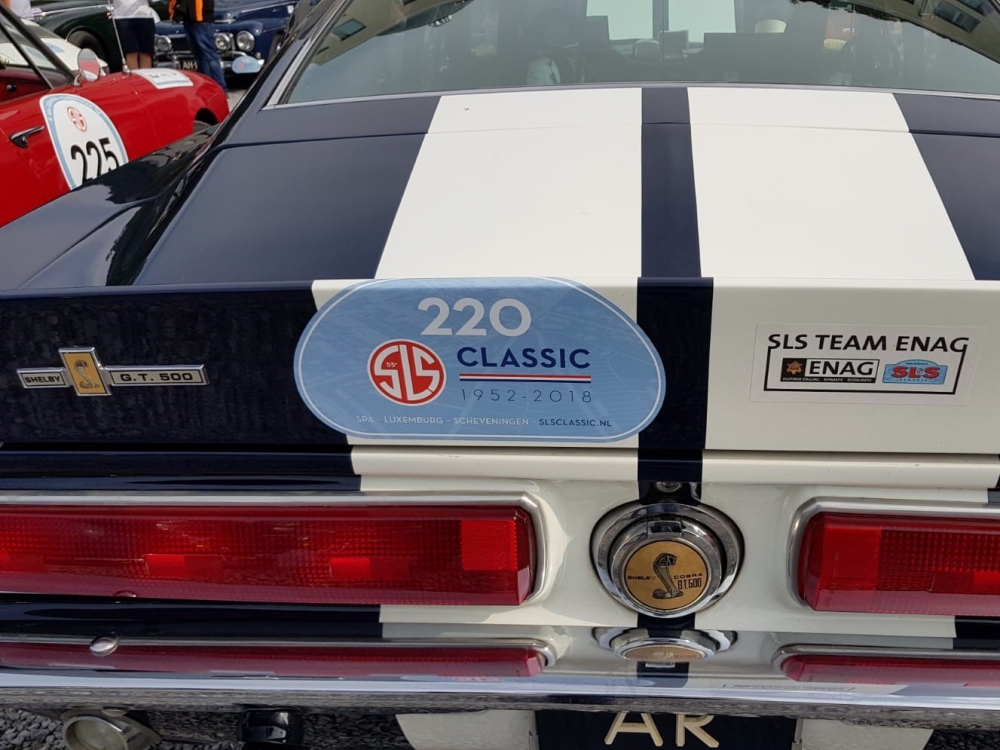 225
220
55e
SLS
CLASSIC
1952-2018
SPA - LUXEMBURG - SCHEVENINGEN SLSCLASSIC.NL
SLS TEAM ENAG
ENAG
SLS
SHELBY G.T. 500
SHELBY COBRA
G.T.500
AR